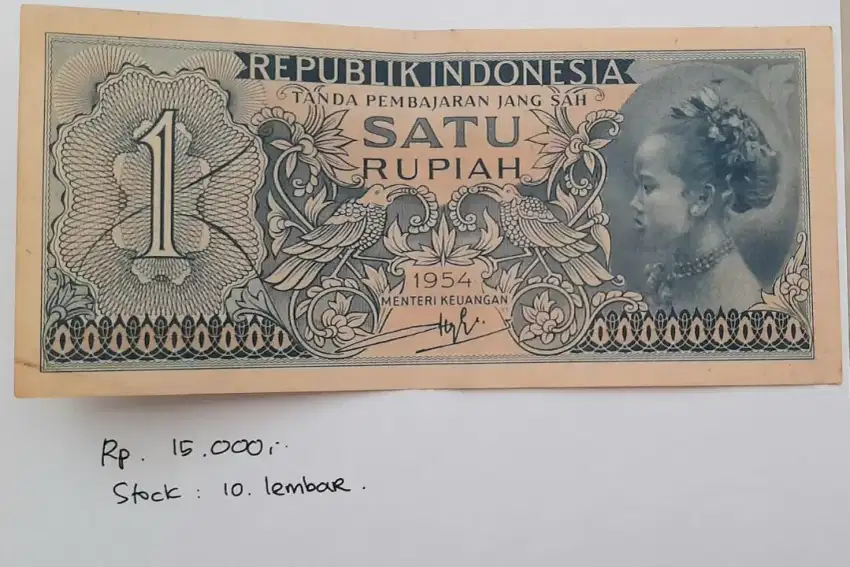 REPUBLIK INDONESIA
TANDA PEMBAJARAN JANG SAH
SATU
RUPIAH
1
1954
MENTERI KEUANGAN
Rp. 15.000,-
Stock : 10. lembar.